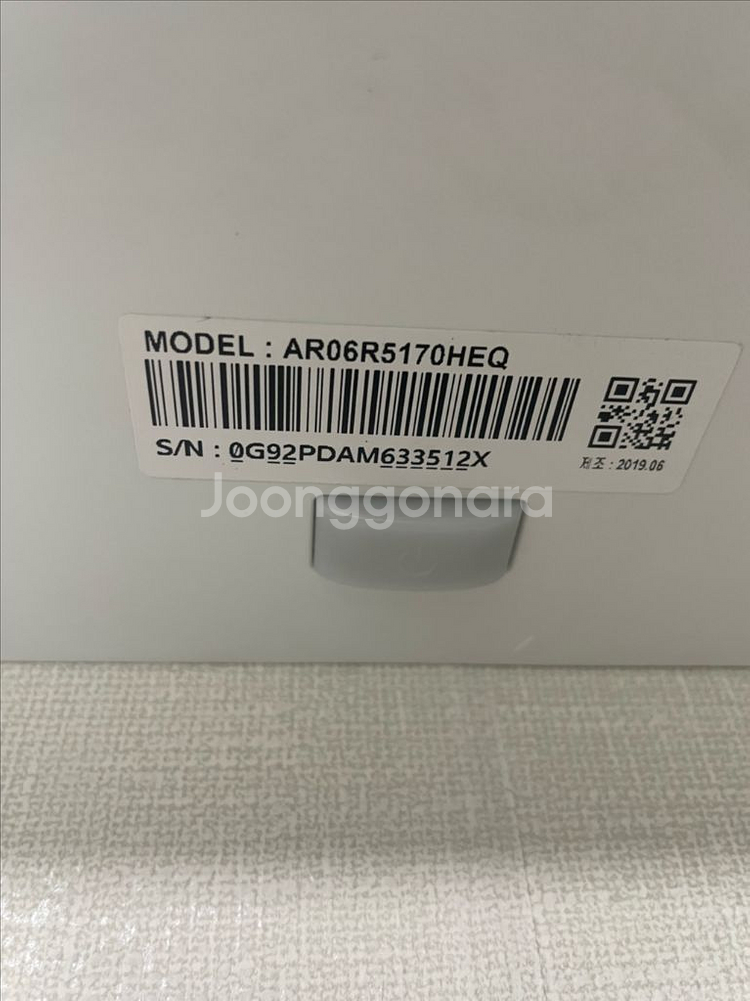 MODEL : AR06R5170HEQ
S/N : 0G92PDAM633512X
제조 : 2019.06
Joonggonara